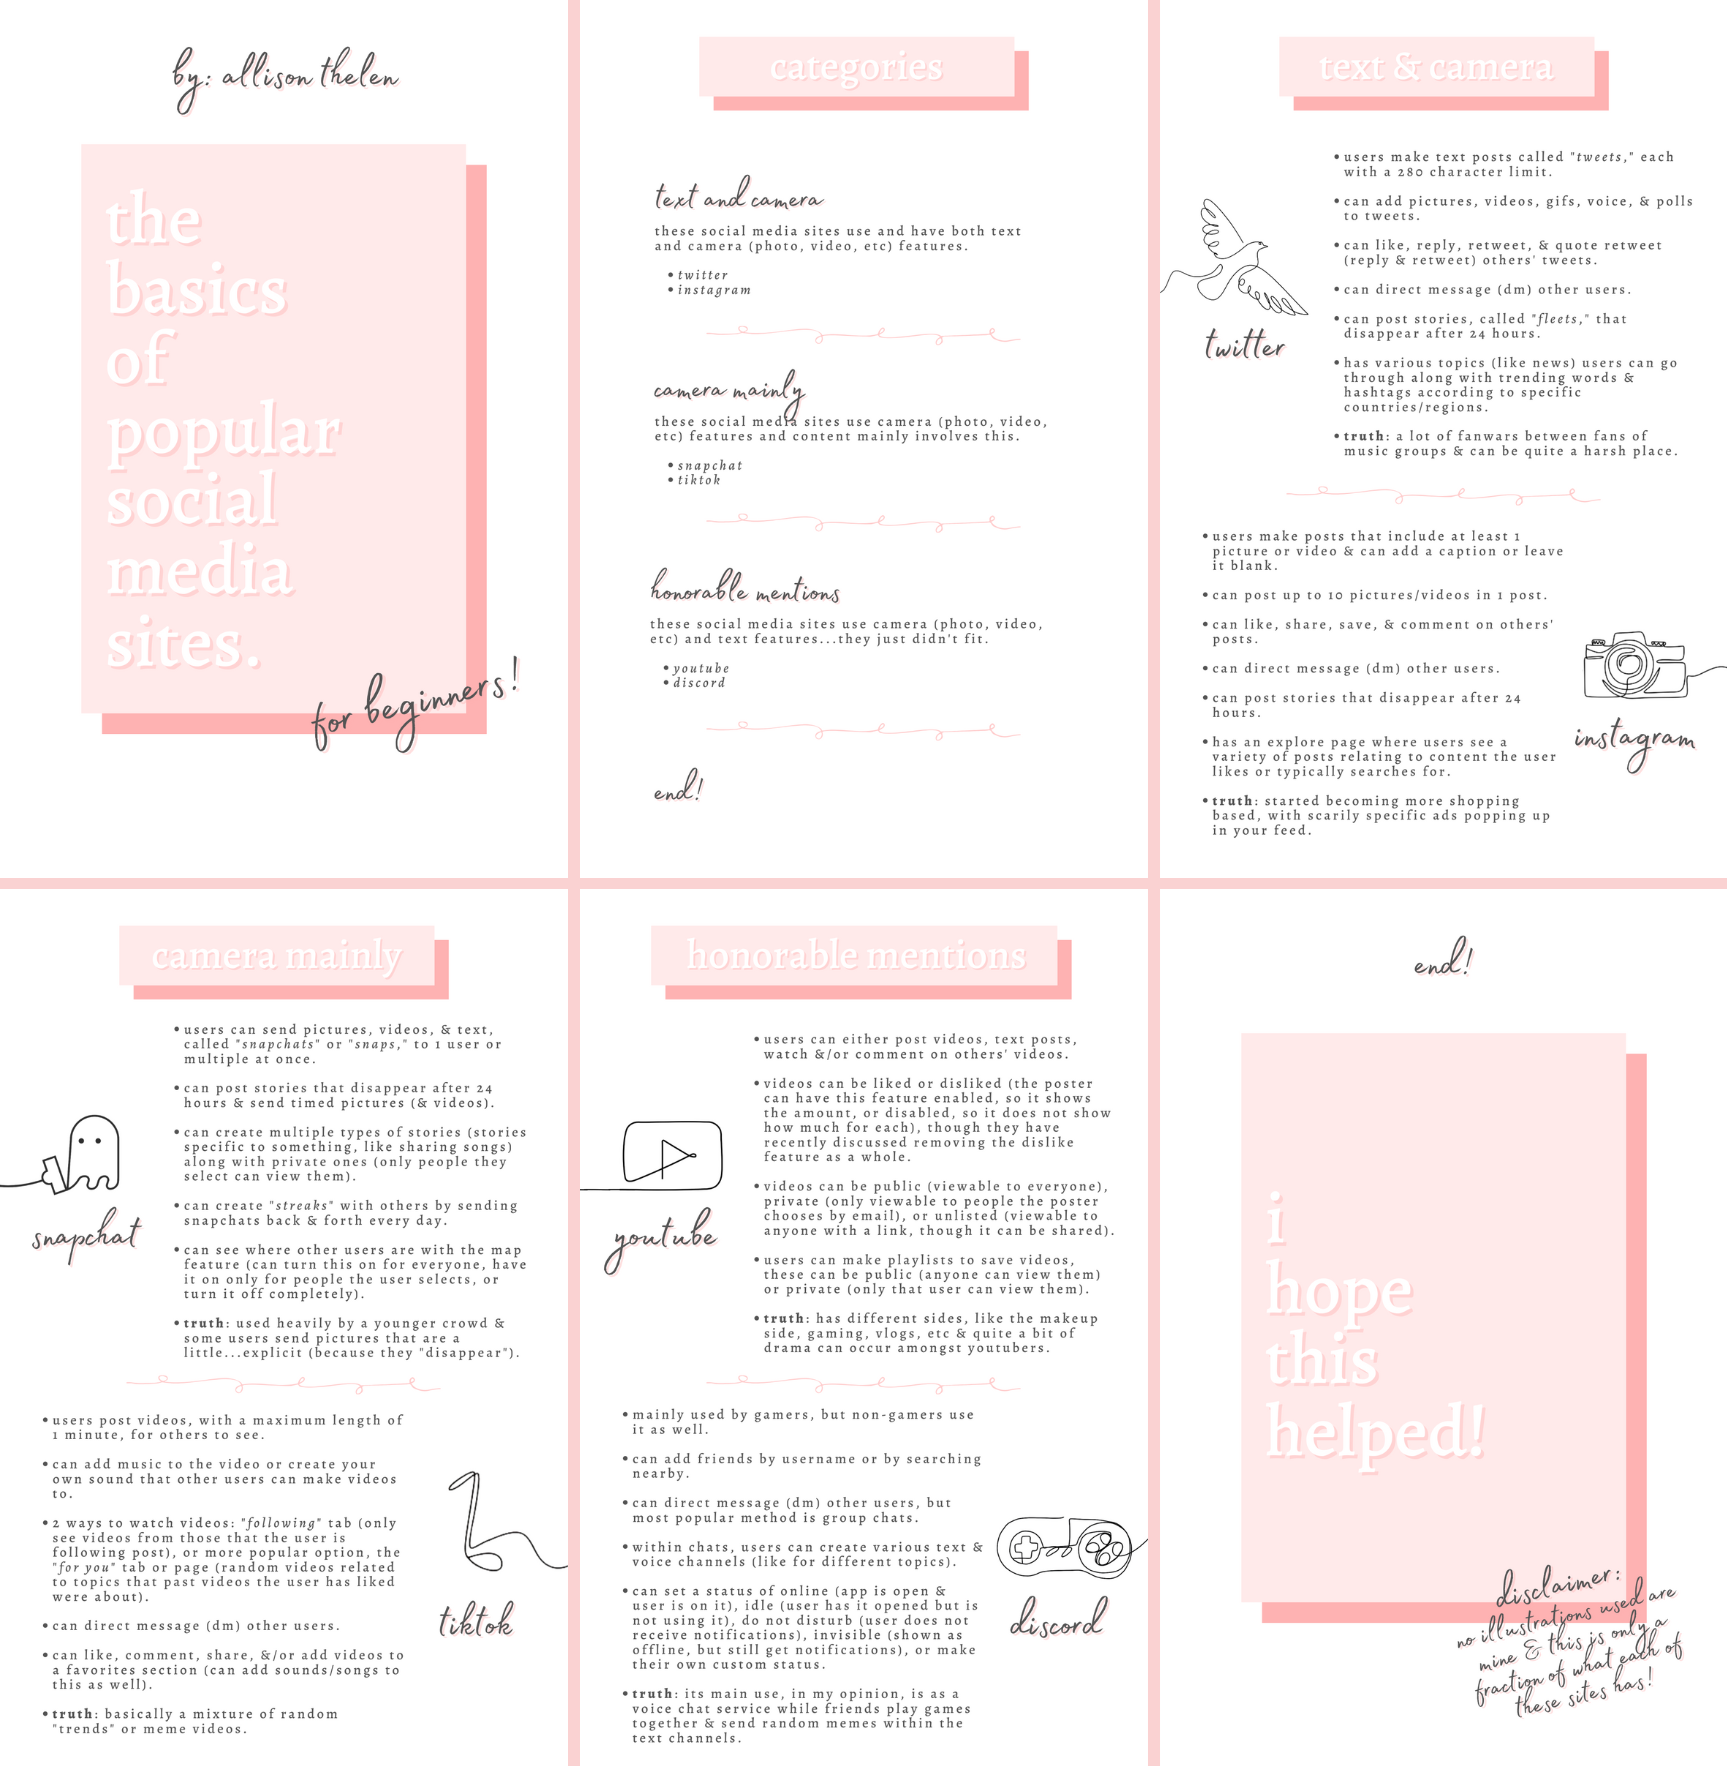 by: allison thelen
the
basics
of
popular
social
media
sites.
for beginners!
categories
text and camera
these social media sites use and have both text
and camera (photo, video, etc) features.
• twitter
• instagram
camera mainly
these social media sites use camera (photo, video,
etc) features and content mainly involves this.
• snapchat
• tiktok
honorable mentions
these social media sites use camera (photo, video,
etc) and text features...they just didn't fit.
• youtube
• discord
end!
text & camera
• users make text posts called "tweets," each
with a 280 character limit.
• can add pictures, videos, gifs, voice, & polls
to tweets.
• can like, reply, retweet, & quote retweet
(reply & retweet) others' tweets.
• can direct message (dm) other users.
• can post stories, called "fleets," that
disappear after 24 hours.
• has various topics (like news) users can go
through along with trending words &
hashtags according to specific
countries/regions.
• truth: a lot of fanwars between fans of
music groups & can be quite a harsh place.
twitter
• users make posts that include at least 1
picture or video & can add a caption or leave
it blank.
• can post up to 10 pictures/videos in 1 post.
• can like, share, save, & comment on others'
posts.
• can direct message (dm) other users.
• can post stories that disappear after 24
hours.
• has an explore page where users see a
variety of posts relating to content the user
likes or typically searches for.
• truth: started becoming more shopping
based, with scarily specific ads popping up
in your feed.
instagram
camera mainly
• users can send pictures, videos, & text,
called "snapchats" or "snaps," to 1 user or
multiple at once.
• can post stories that disappear after 24
hours & send timed pictures (& videos).
• can create multiple types of stories (stories
specific to something, like sharing songs)
along with private ones (only people they
select can view them).
• can create "streaks" with others by sending
snapchats back & forth every day.
• can see where other users are with the map
feature (can turn this on for everyone, have
it on only for people the user selects, or
turn it off completely).
• truth: used heavily by a younger crowd &
some users send pictures that are a
little...explicit (because they "disappear").
snapchat
• users post videos, with a maximum length of
1 minute, for others to see.
• can add music to the video or create your
own sound that other users can make videos
to.
• 2 ways to watch videos: "following" tab (only
see videos from those that the user is
following post), or more popular option, the
"for you" tab or page (random videos related
to topics that past videos the user has liked
were about).
• can direct message (dm) other users.
• can like, comment, share, &/or add videos to
a favorites section (can add sounds/songs to
this as well).
• truth: basically a mixture of random
"trends" or meme videos.
tiktok
honorable mentions
• users can either post videos, text posts,
watch &/or comment on others' videos.
• videos can be liked or disliked (the poster
can have this feature enabled, so it shows
the amount, or disabled, so it does not show
how much for each), though they have
recently discussed removing the dislike
feature as a whole.
• videos can be public (viewable to everyone),
private (only viewable to people the poster
chooses by email), or unlisted (viewable to
anyone with a link, though it can be shared).
• users can make playlists to save videos,
these can be public (anyone can view them)
or private (only that user can view them).
• truth: has different sides, like the makeup
side, gaming, vlogs, etc & quite a bit of
drama can occur amongst youtubers.
youtube
• mainly used by gamers, but non-gamers use
it as well.
• can add friends by username or by searching
nearby.
• can direct message (dm) other users, but
most popular method is group chats.
• within chats, users can create various text &
voice channels (like for different topics).
• can set a status of online (app is open &
user is on it), idle (user has it opened but is
not using it), do not disturb (user does not
receive notifications), invisible (shown as
offline, but still get notifications), or make
their own custom status.
• truth: its main use, in my opinion, is as a
voice chat service while friends play games
together & send random memes within the
text channels.
discord
end!
i
hope
this
helped!
disclaimer:
no illustrations used are
mine & this is only a
fraction of what each of
these sites has!